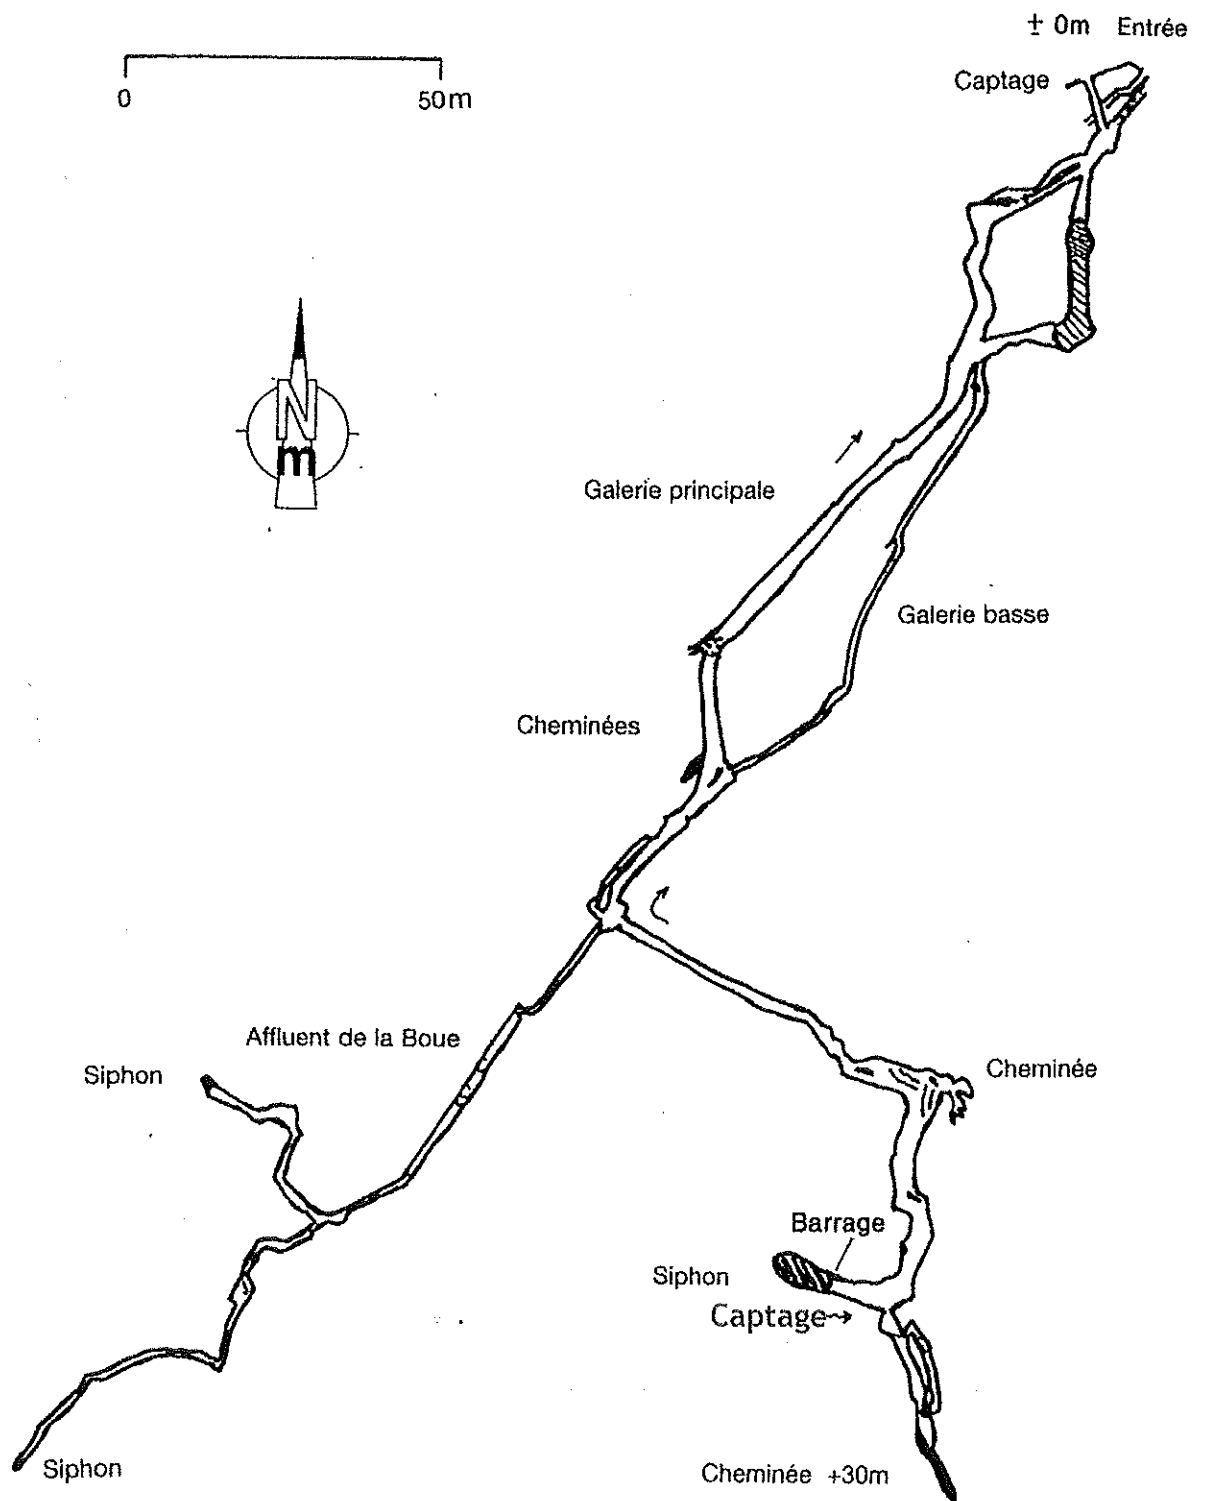 ± 0m Entrée
Captage
0 50m
N
m
Galerie principale
Galerie basse
Cheminées
Affluent de la Boue
Siphon
Cheminée
Barrage
Siphon
Captage
Siphon
Cheminée +30m